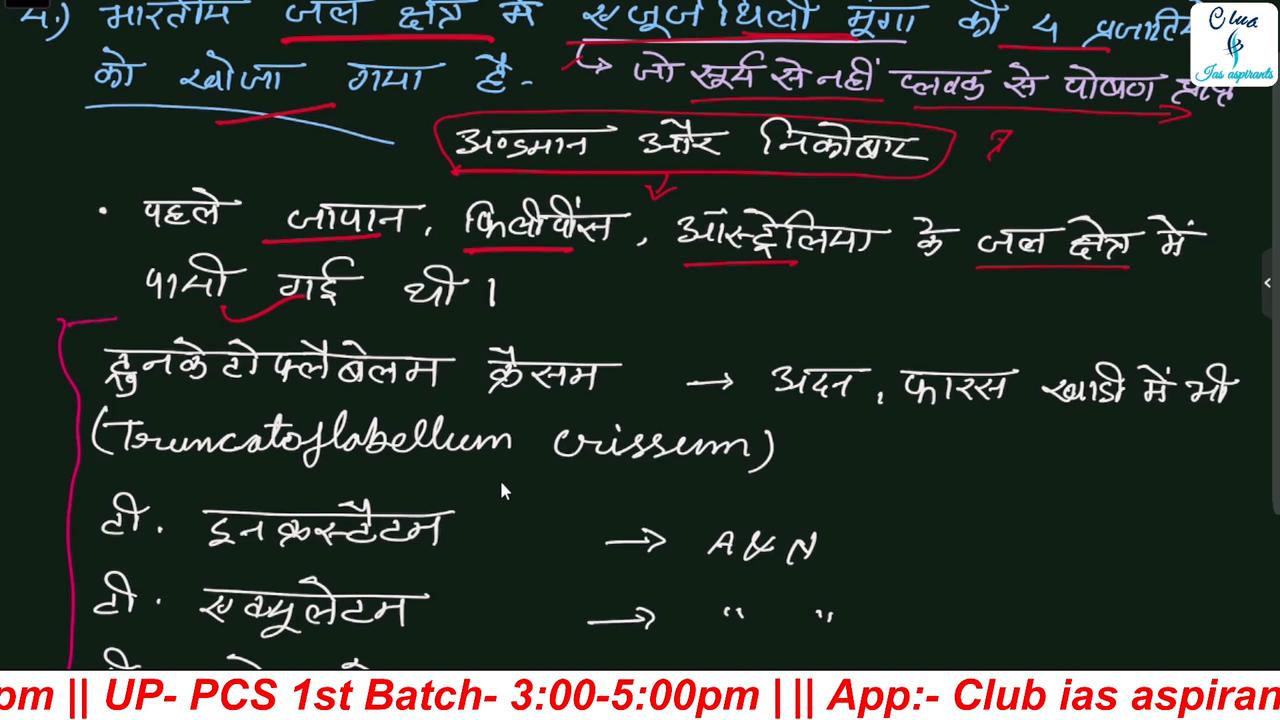 4.) भारतीय जल क्षेत्र में एजूजैंथिली मूंगा की 4 प्रजातियों
को खोजा गया है - → जो सूर्य से नहीं प्लवक से पोषण
अण्डमान और निकोबार
• पहले जापान, फिलीपींस, ऑस्ट्रेलिया के जल क्षेत्र में
पायी गई थी ।
ट्रुनकेटोफ्लैबेलम क्रैसम → अदन, फारस खाडी में भी
(Truncatoflabellum crissum)
टी. इनक्रस्टैटम → A & N
टी. एक्युलेटम → " "
Club
Ias aspirants
pm || UP- PCS 1st Batch- 3:00-5:00pm | || App:- Club ias aspiran